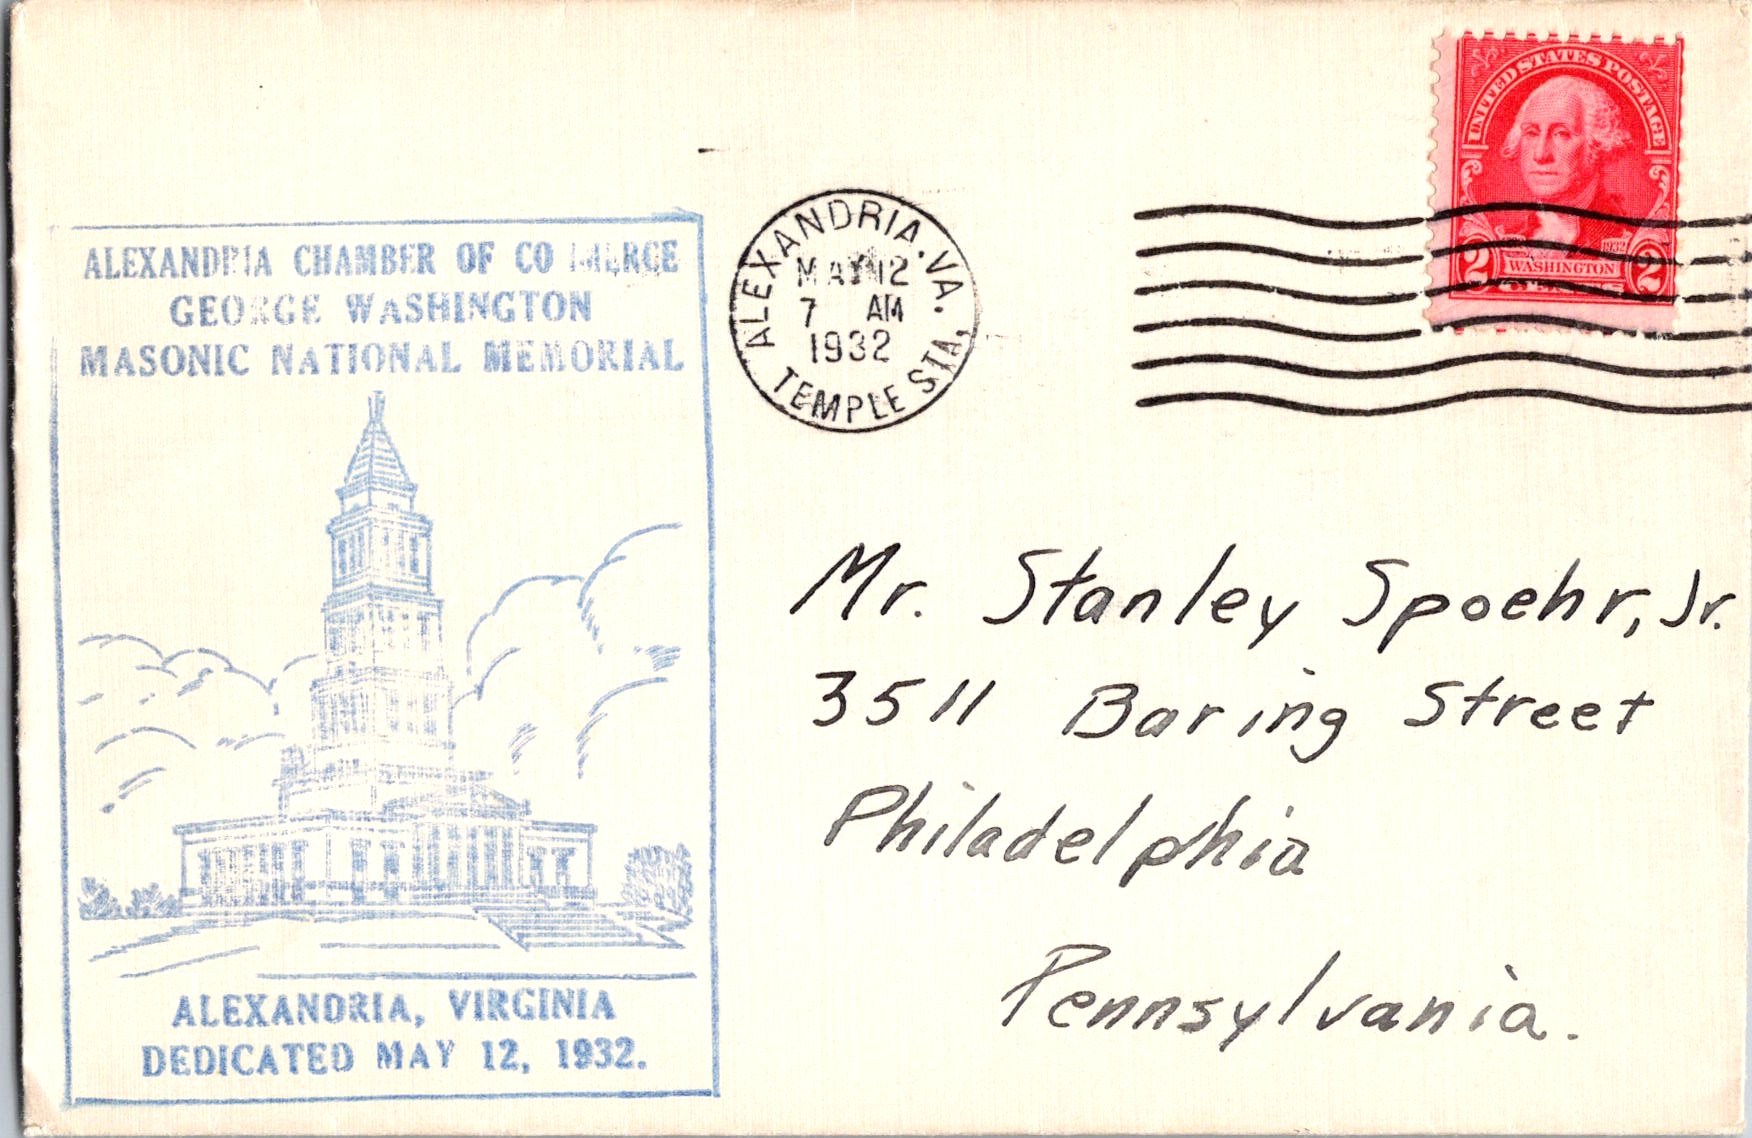 ALEXANDRIA CHAMBER OF COMMERCE
GEORGE WASHINGTON
MASONIC NATIONAL MEMORIAL
ALEXANDRIA, VIRGINIA
DEDICATED MAY 12, 1932.
ALEXANDRIA, VA.
MAY 12
7 AM
1932
TEMPLE STA.
UNITED STATES POSTAGE
1932
2 WASHINGTON 2
Mr. Stanley Spoehr, Jr.
3511 Baring Street
Philadelphia
Pennsylvania.